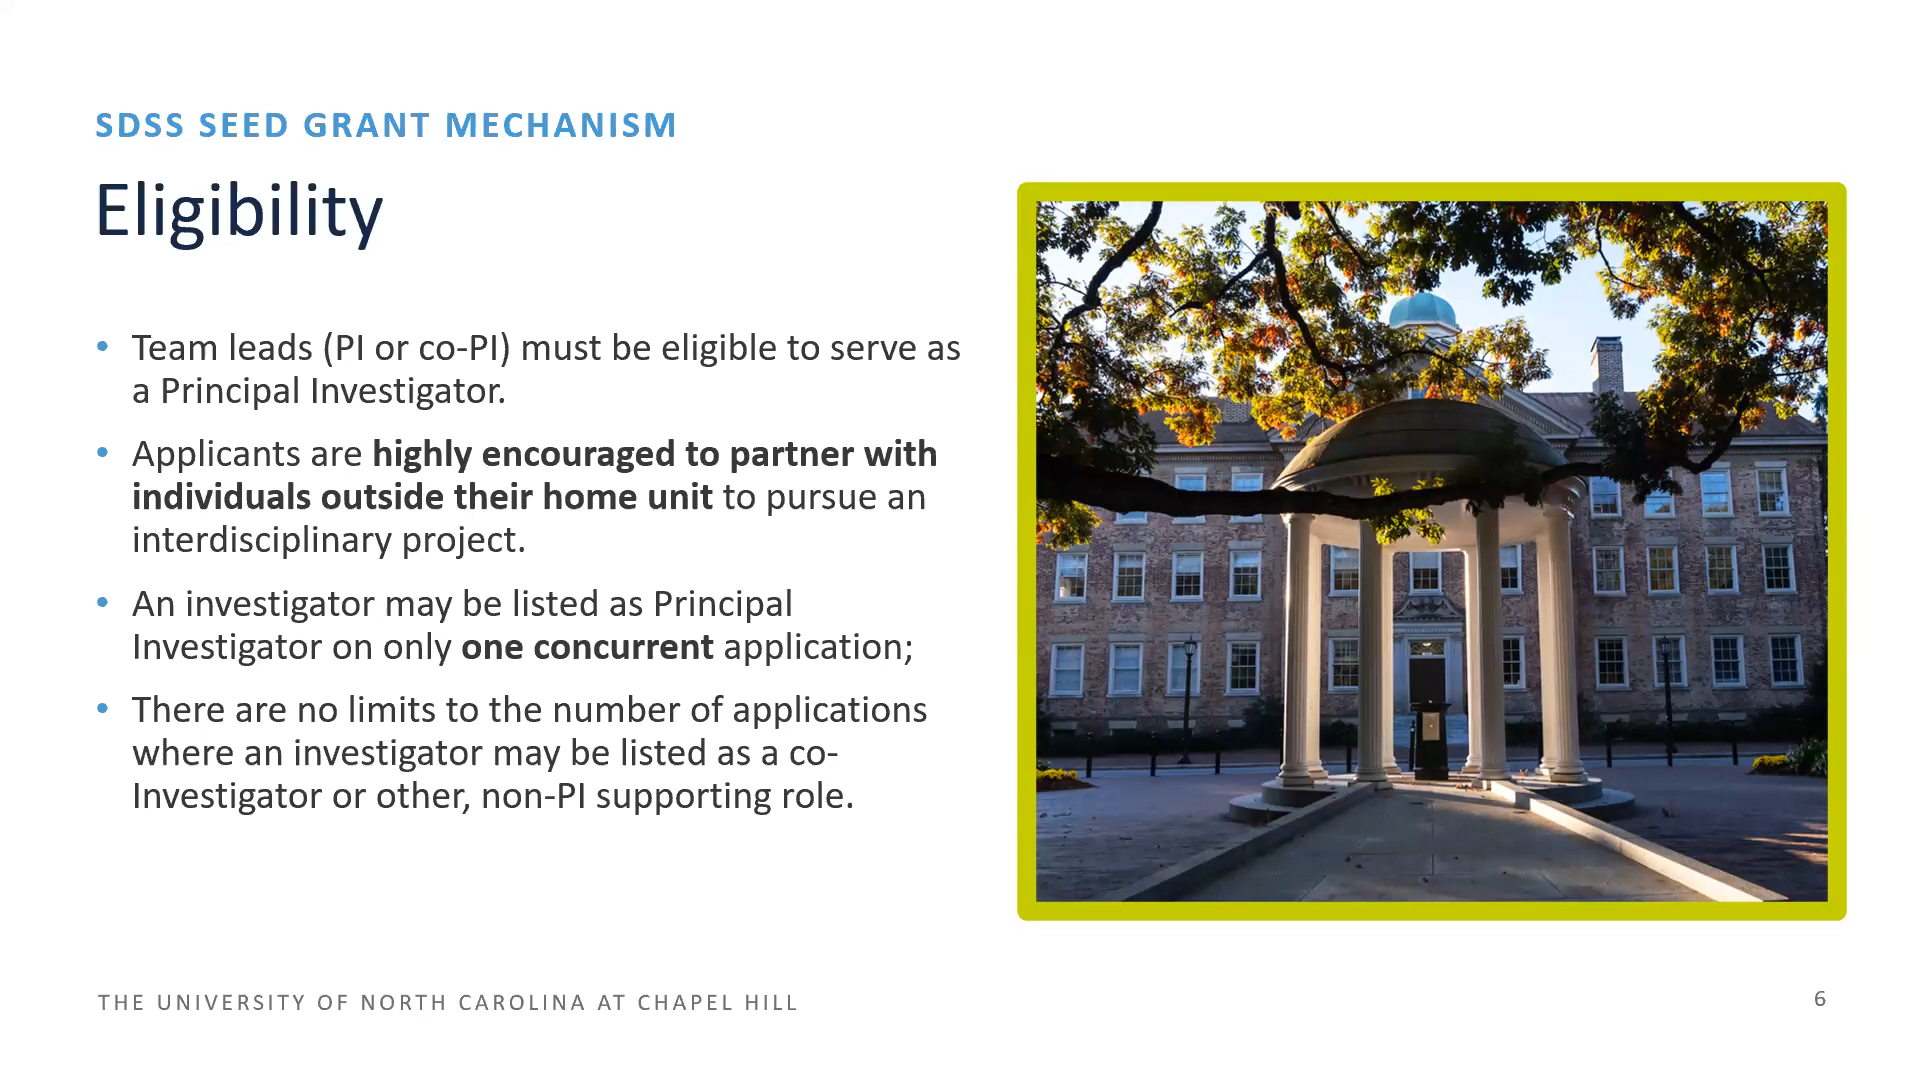 SDSS SEED GRANT MECHANISM
Eligibility
• Team leads (PI or co-PI) must be eligible to serve as
a Principal Investigator.
• Applicants are highly encouraged to partner with
individuals outside their home unit to pursue an
interdisciplinary project.
• An investigator may be listed as Principal
Investigator on only one concurrent application;
• There are no limits to the number of applications
where an investigator may be listed as a co-
Investigator or other, non-PI supporting role.
THE UNIVERSITY OF NORTH CAROLINA AT CHAPEL HILL
6